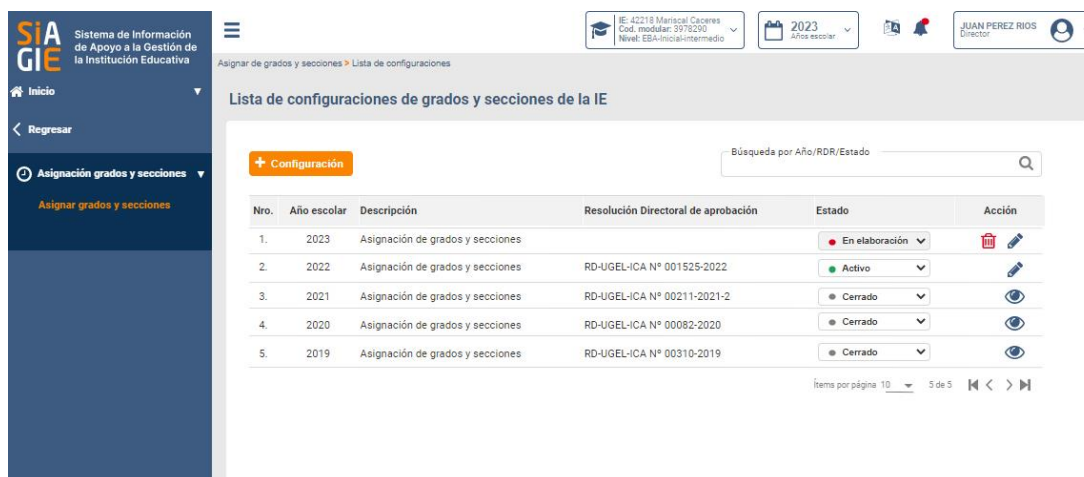 SiAGIE
Sistema de Información
de Apoyo a la Gestión de
la Institución Educativa
IE: 42218 Mariscal Caceres
Cod. modular: 3978290
Nivel: EBA-Inicial-intermedio
2023
Años escolar
JUAN PEREZ RIOS
Director
Inicio
Regresar
Asignación grados y secciones
Asignar grados y secciones
Asignar de grados y secciones > Lista de configuraciones
Lista de configuraciones de grados y secciones de la IE
+ Configuración
Búsqueda por Año/RDR/Estado
Nro. Año escolar Descripción Resolución Directoral de aprobación Estado Acción
1. 2023 Asignación de grados y secciones En elaboración
2. 2022 Asignación de grados y secciones RD-UGEL-ICA Nº 001525-2022 Activo
3. 2021 Asignación de grados y secciones RD-UGEL-ICA Nº 00211-2021-2 Cerrado
4. 2020 Asignación de grados y secciones RD-UGEL-ICA Nº 00082-2020 Cerrado
5. 2019 Asignación de grados y secciones RD-UGEL-ICA Nº 00310-2019 Cerrado
Ítems por página 10 5 de 5